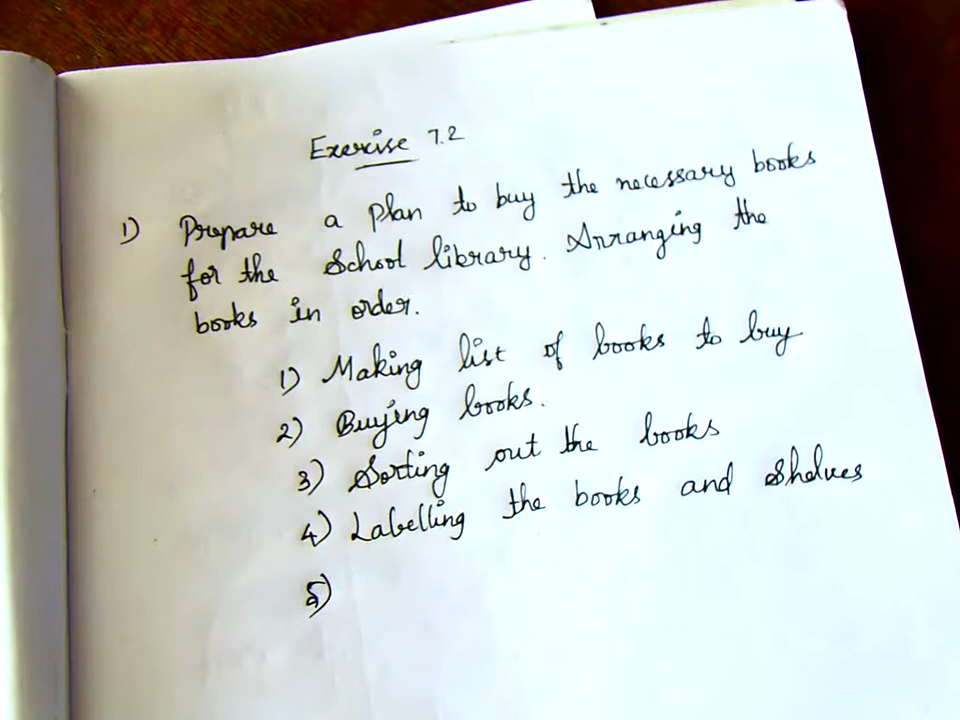 Exercise 7.2
1) Prepare a plan to buy the necessary books
for the School library. Arranging the
books in order.
1) Making list of books to buy
2) Buying books.
3) Sorting out the books
4) Labelling the books and Shelves
5)